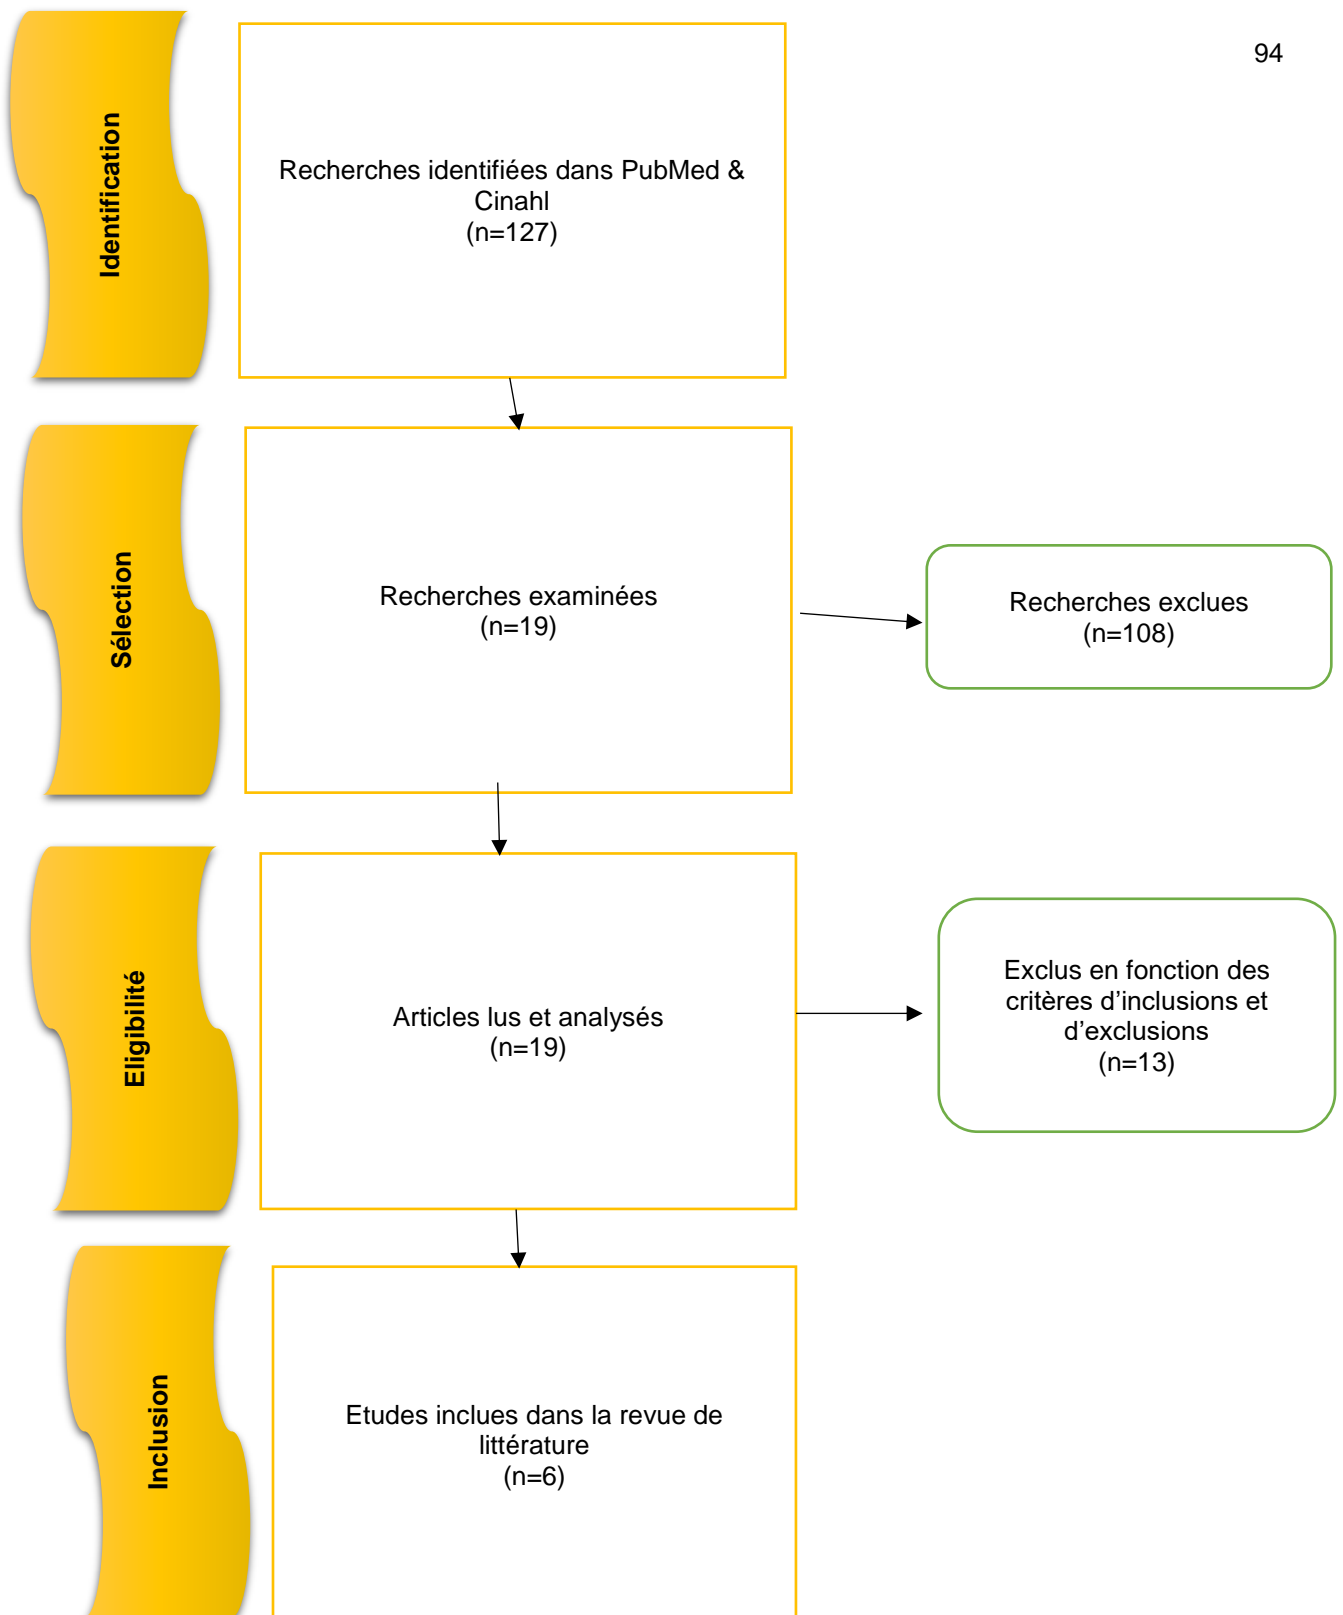 94
Identification
Recherches identifiées dans PubMed &
Cinahl
(n=127)
Sélection
Recherches examinées
(n=19)
Recherches exclues
(n=108)
Eligibilité
Articles lus et analysés
(n=19)
Exclus en fonction des
critères d’inclusions et
d’exclusions
(n=13)
Inclusion
Etudes inclues dans la revue de
littérature
(n=6)